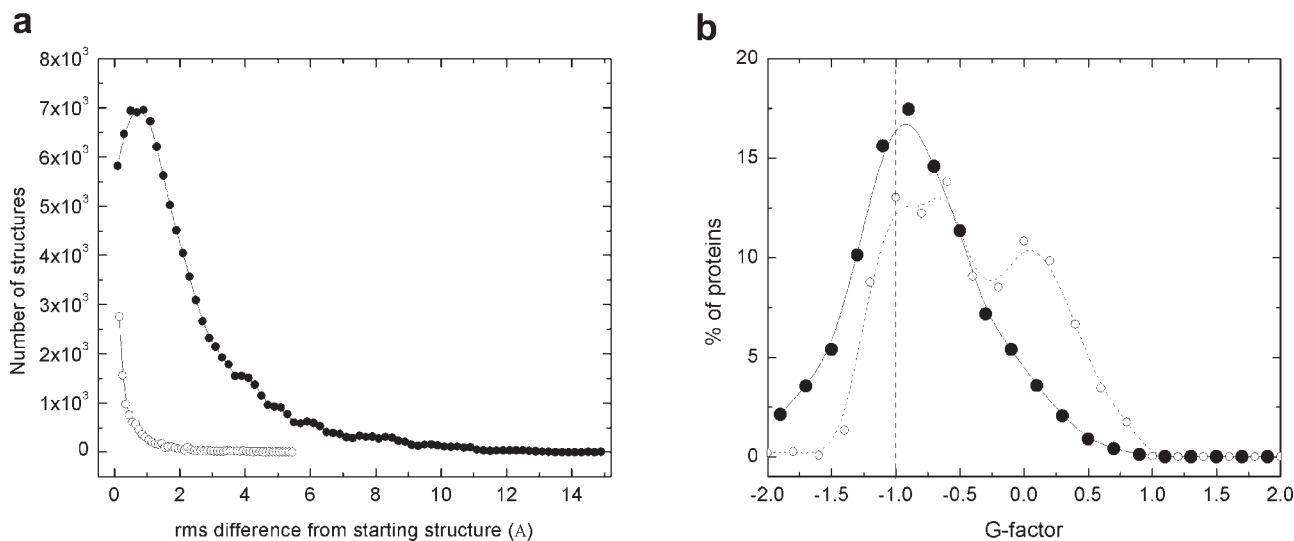 a
8x10³
7x10³
6x10³
5x10³
4x10³
3x10³
2x10³
1x10³
0
Number of structures
0 2 4 6 8 10 12 14
rms difference from starting structure (A)
b
20
15
10
5
0
% of proteins
-2.0 -1.5 -1.0 -0.5 0.0 0.5 1.0 1.5 2.0
G-factor